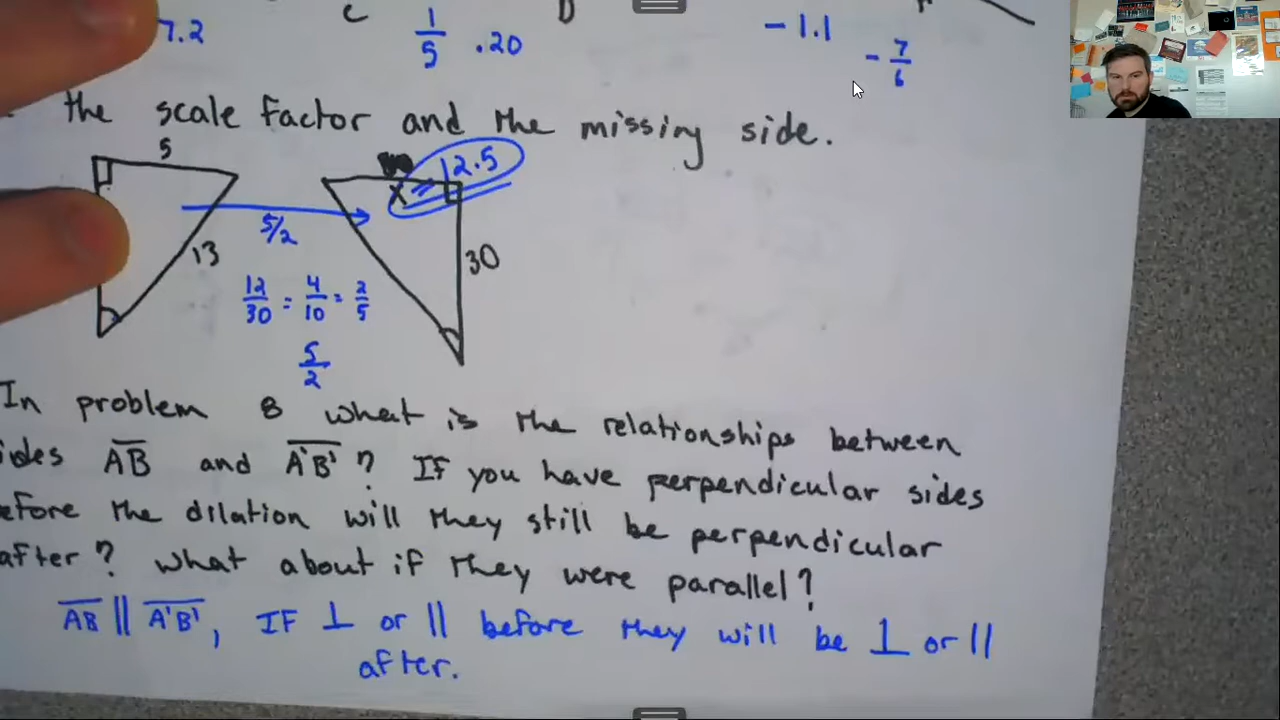 7.2 C 1/5 .20 D -1.1 - 7/6
the scale factor and the missing side.
5 x = 12.5
5/2
13 30
12/30 = 4/10 = 2/5
5/2
In problem 8 what is the relationships between
ides AB and A'B'? If you have perpendicular sides
efore the dilation will they still be perpendicular
after? What about if they were parallel?
AB || A'B', IF ⊥ or || before they will be ⊥ or ||
after.